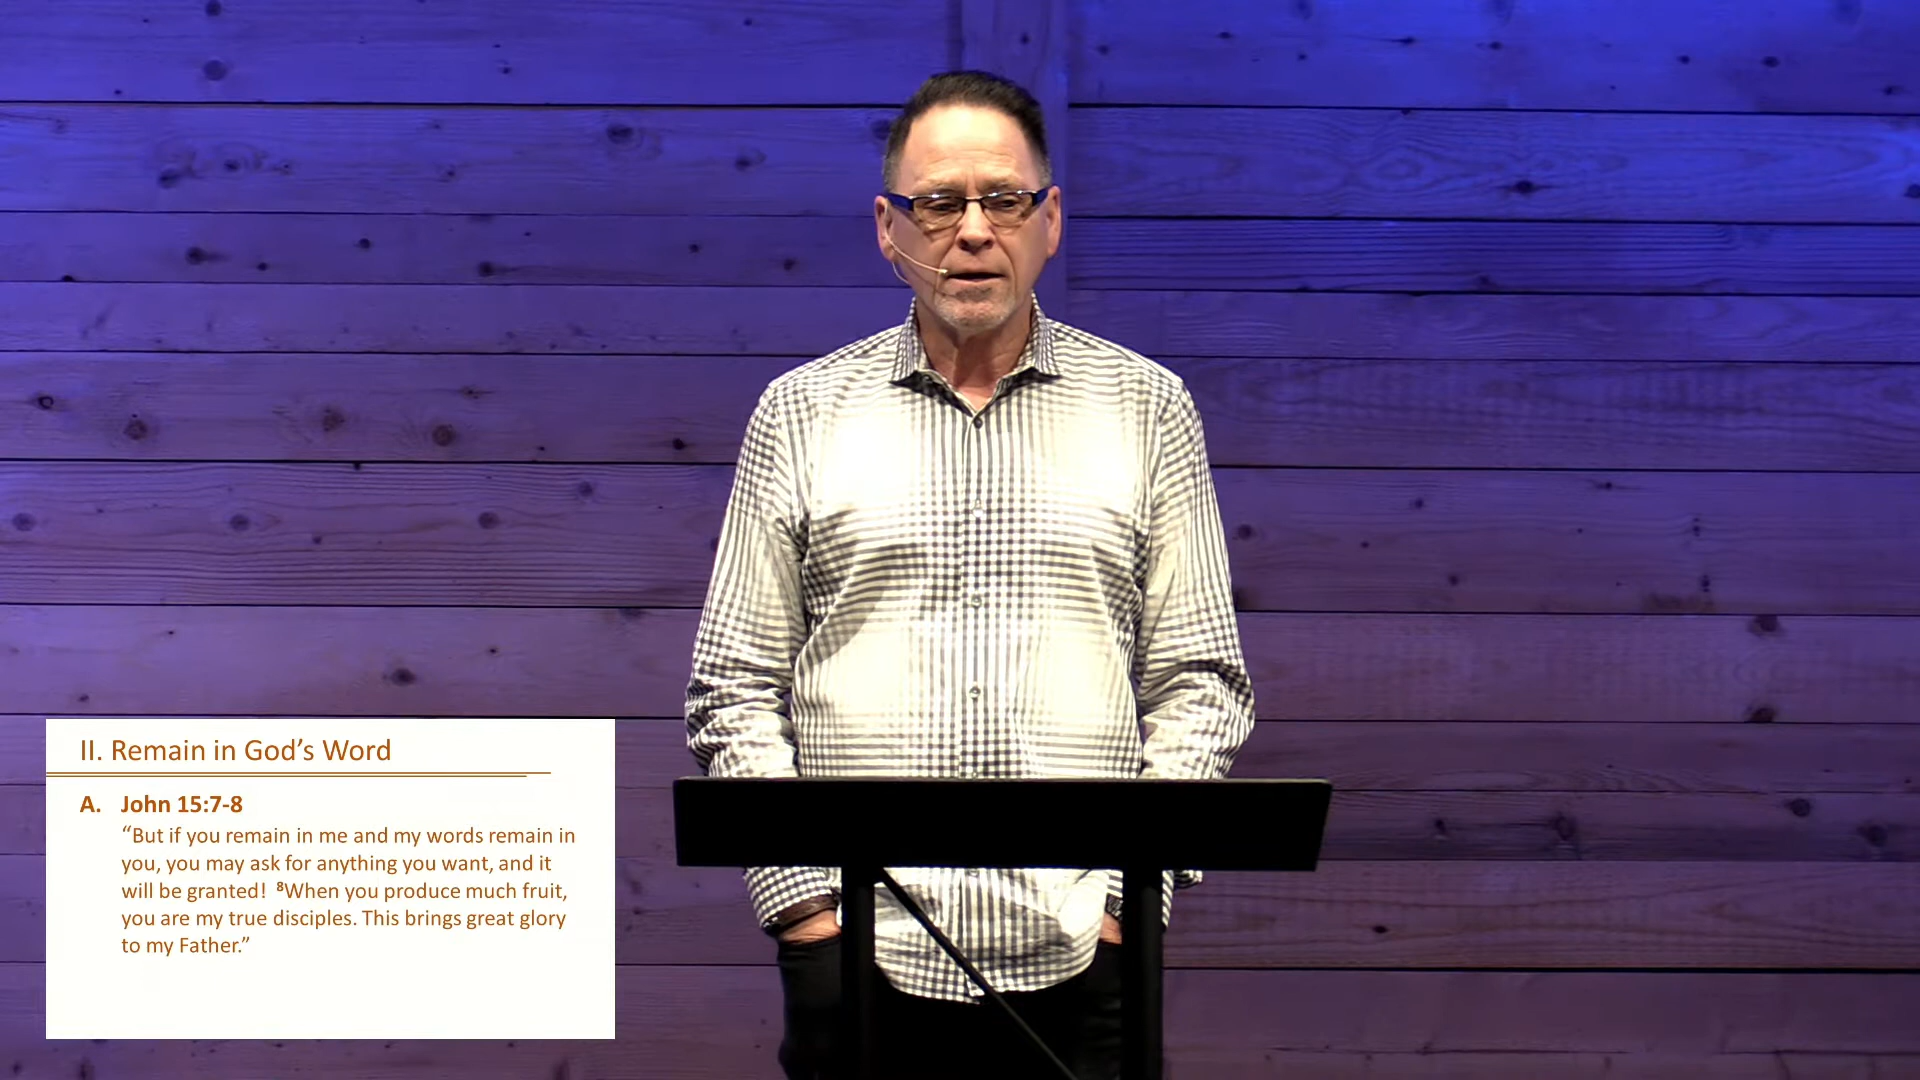 II. Remain in God’s Word
A. John 15:7-8
“But if you remain in me and my words remain in
you, you may ask for anything you want, and it
will be granted! ⁸When you produce much fruit,
you are my true disciples. This brings great glory
to my Father.”